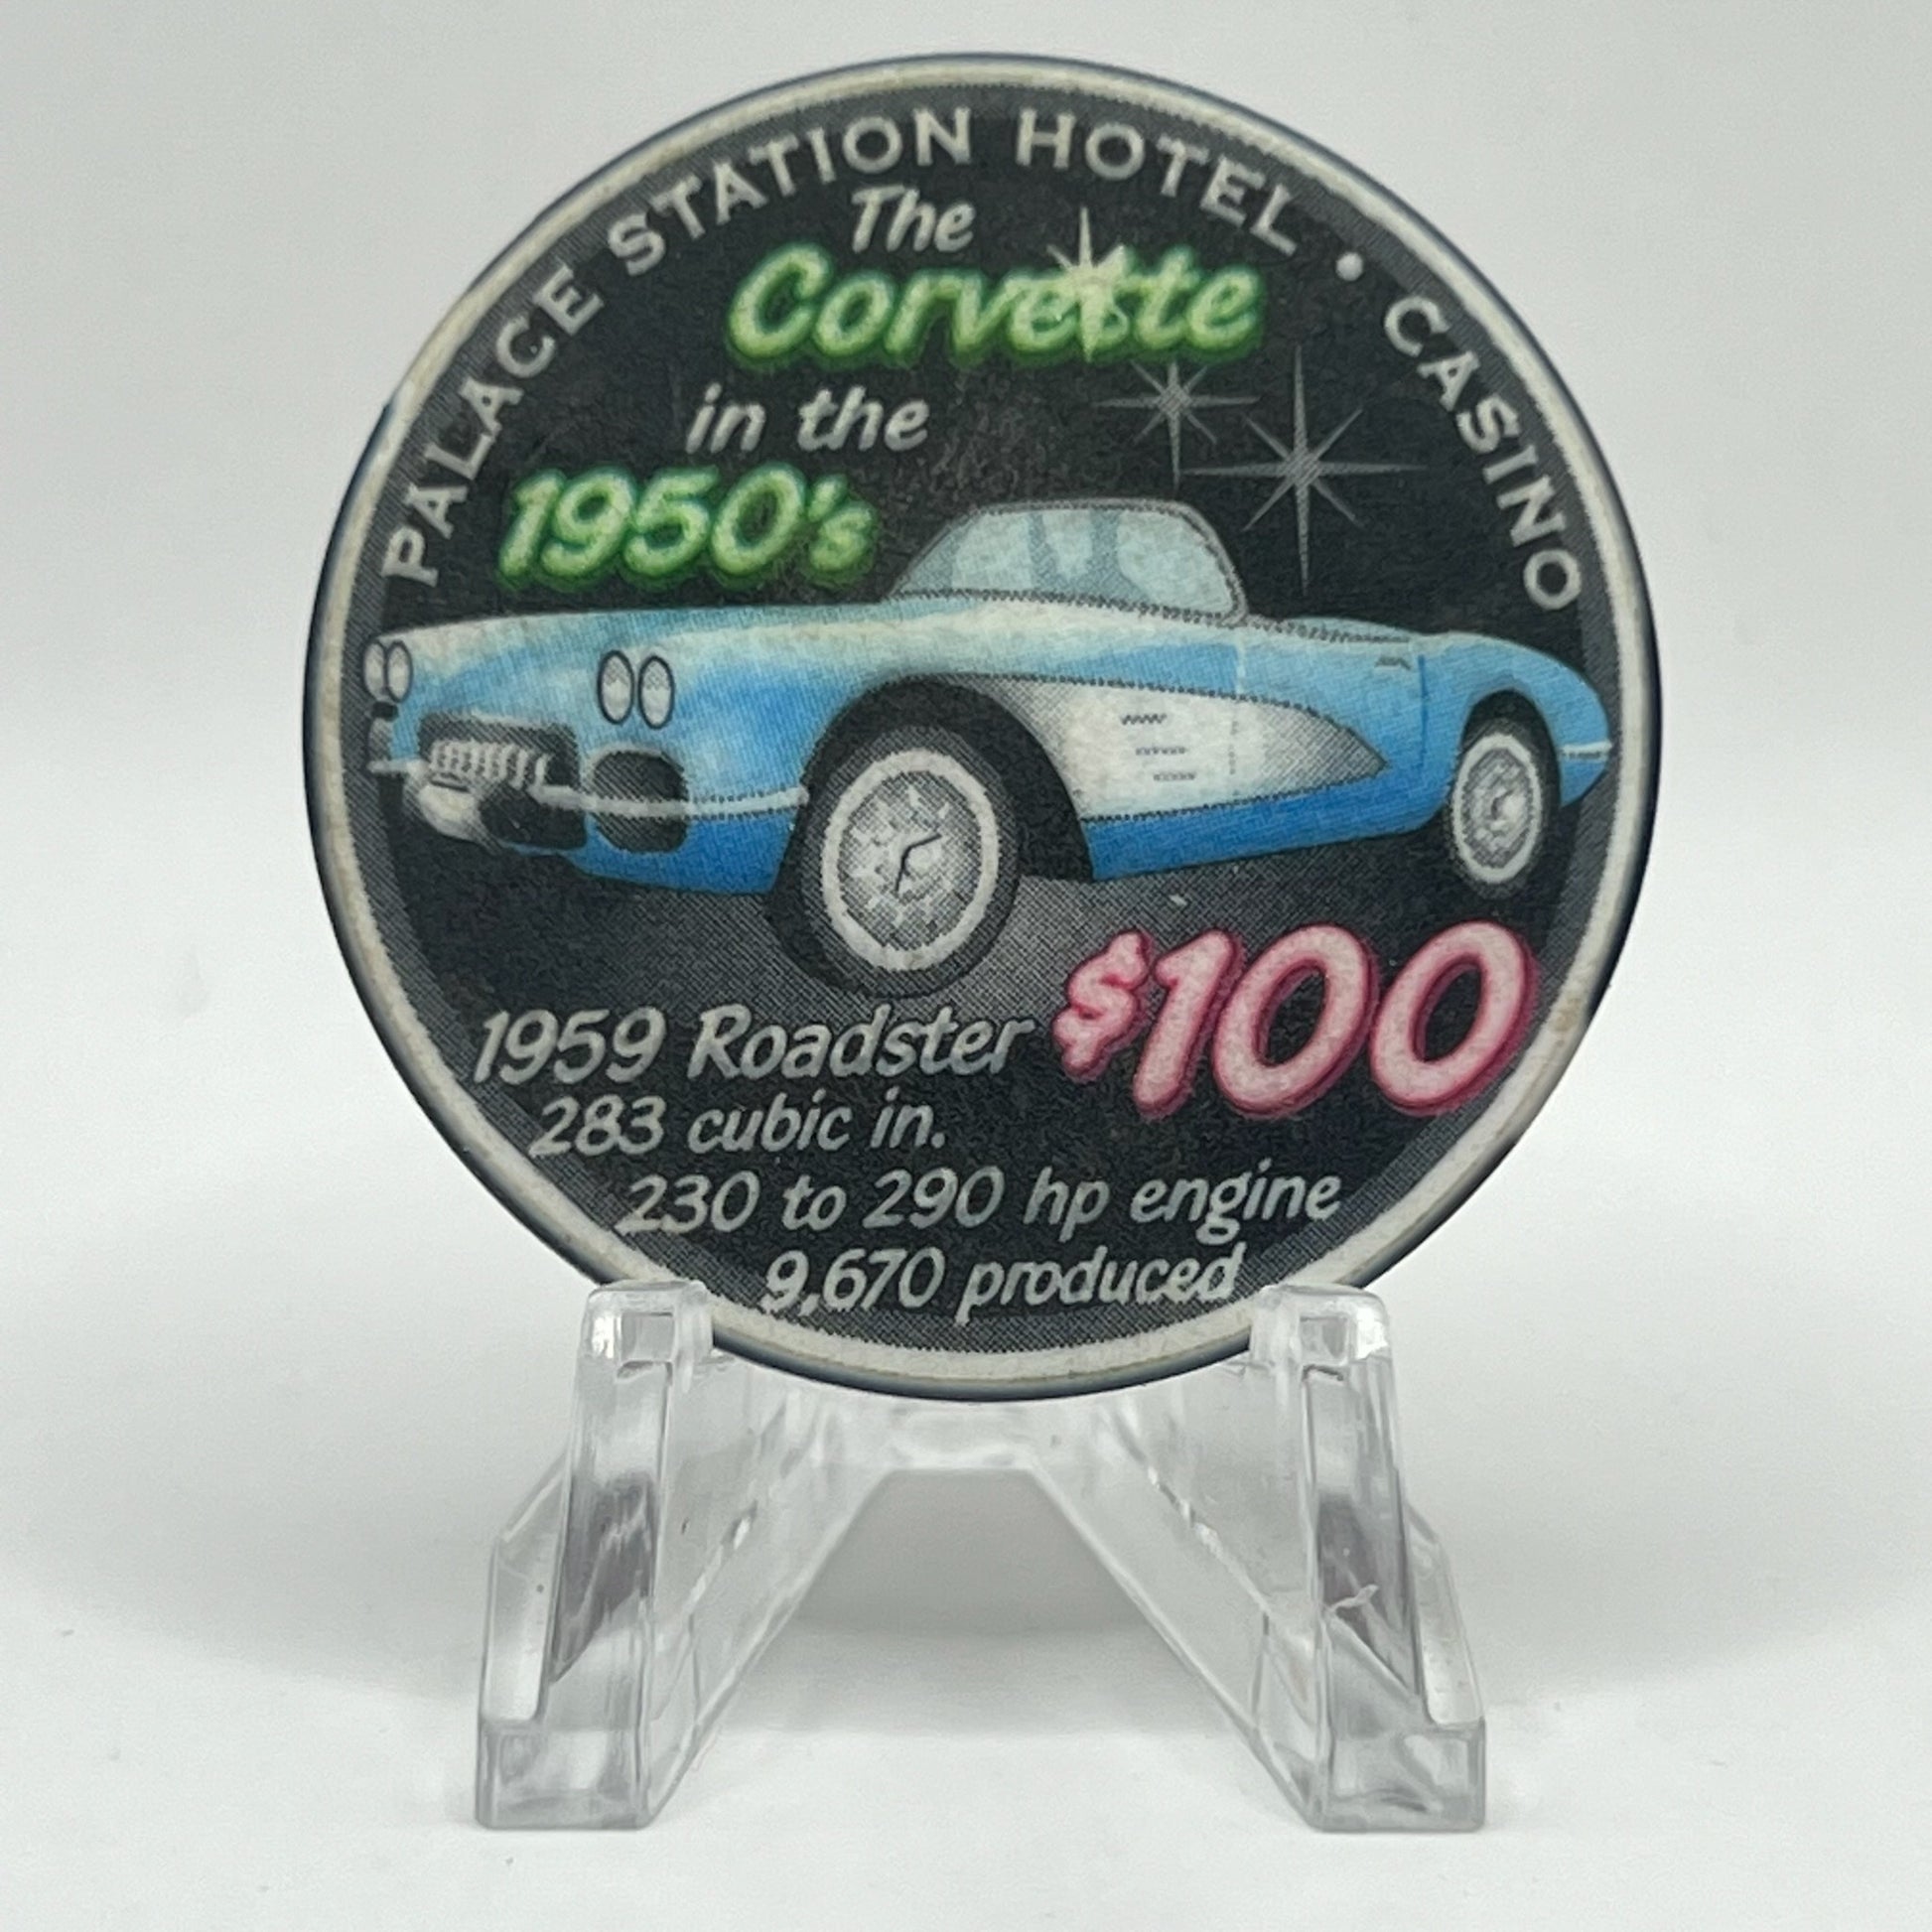 PALACE STATION HOTEL • CASINO
The
Corvette
in the
1950's
$100
1959 Roadster
283 cubic in.
230 to 290 hp engine
9,670 produced